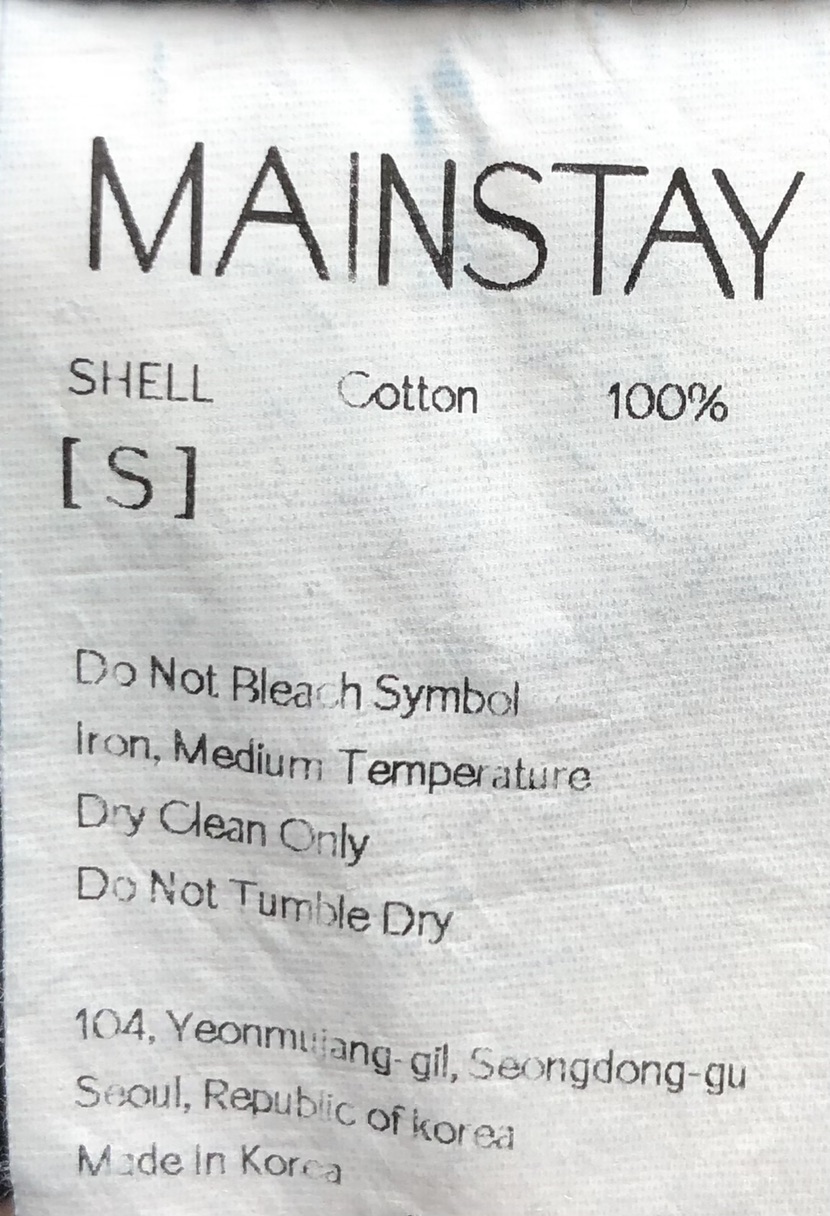 MAINSTAY
SHELL Cotton 100%
[ S ]
Do Not Bleach Symbol
Iron, Medium Temperature
Dry Clean Only
Do Not Tumble Dry
104, Yeonmujang-gil, Seongdong-gu
Seoul, Republic of korea
Made In Korea